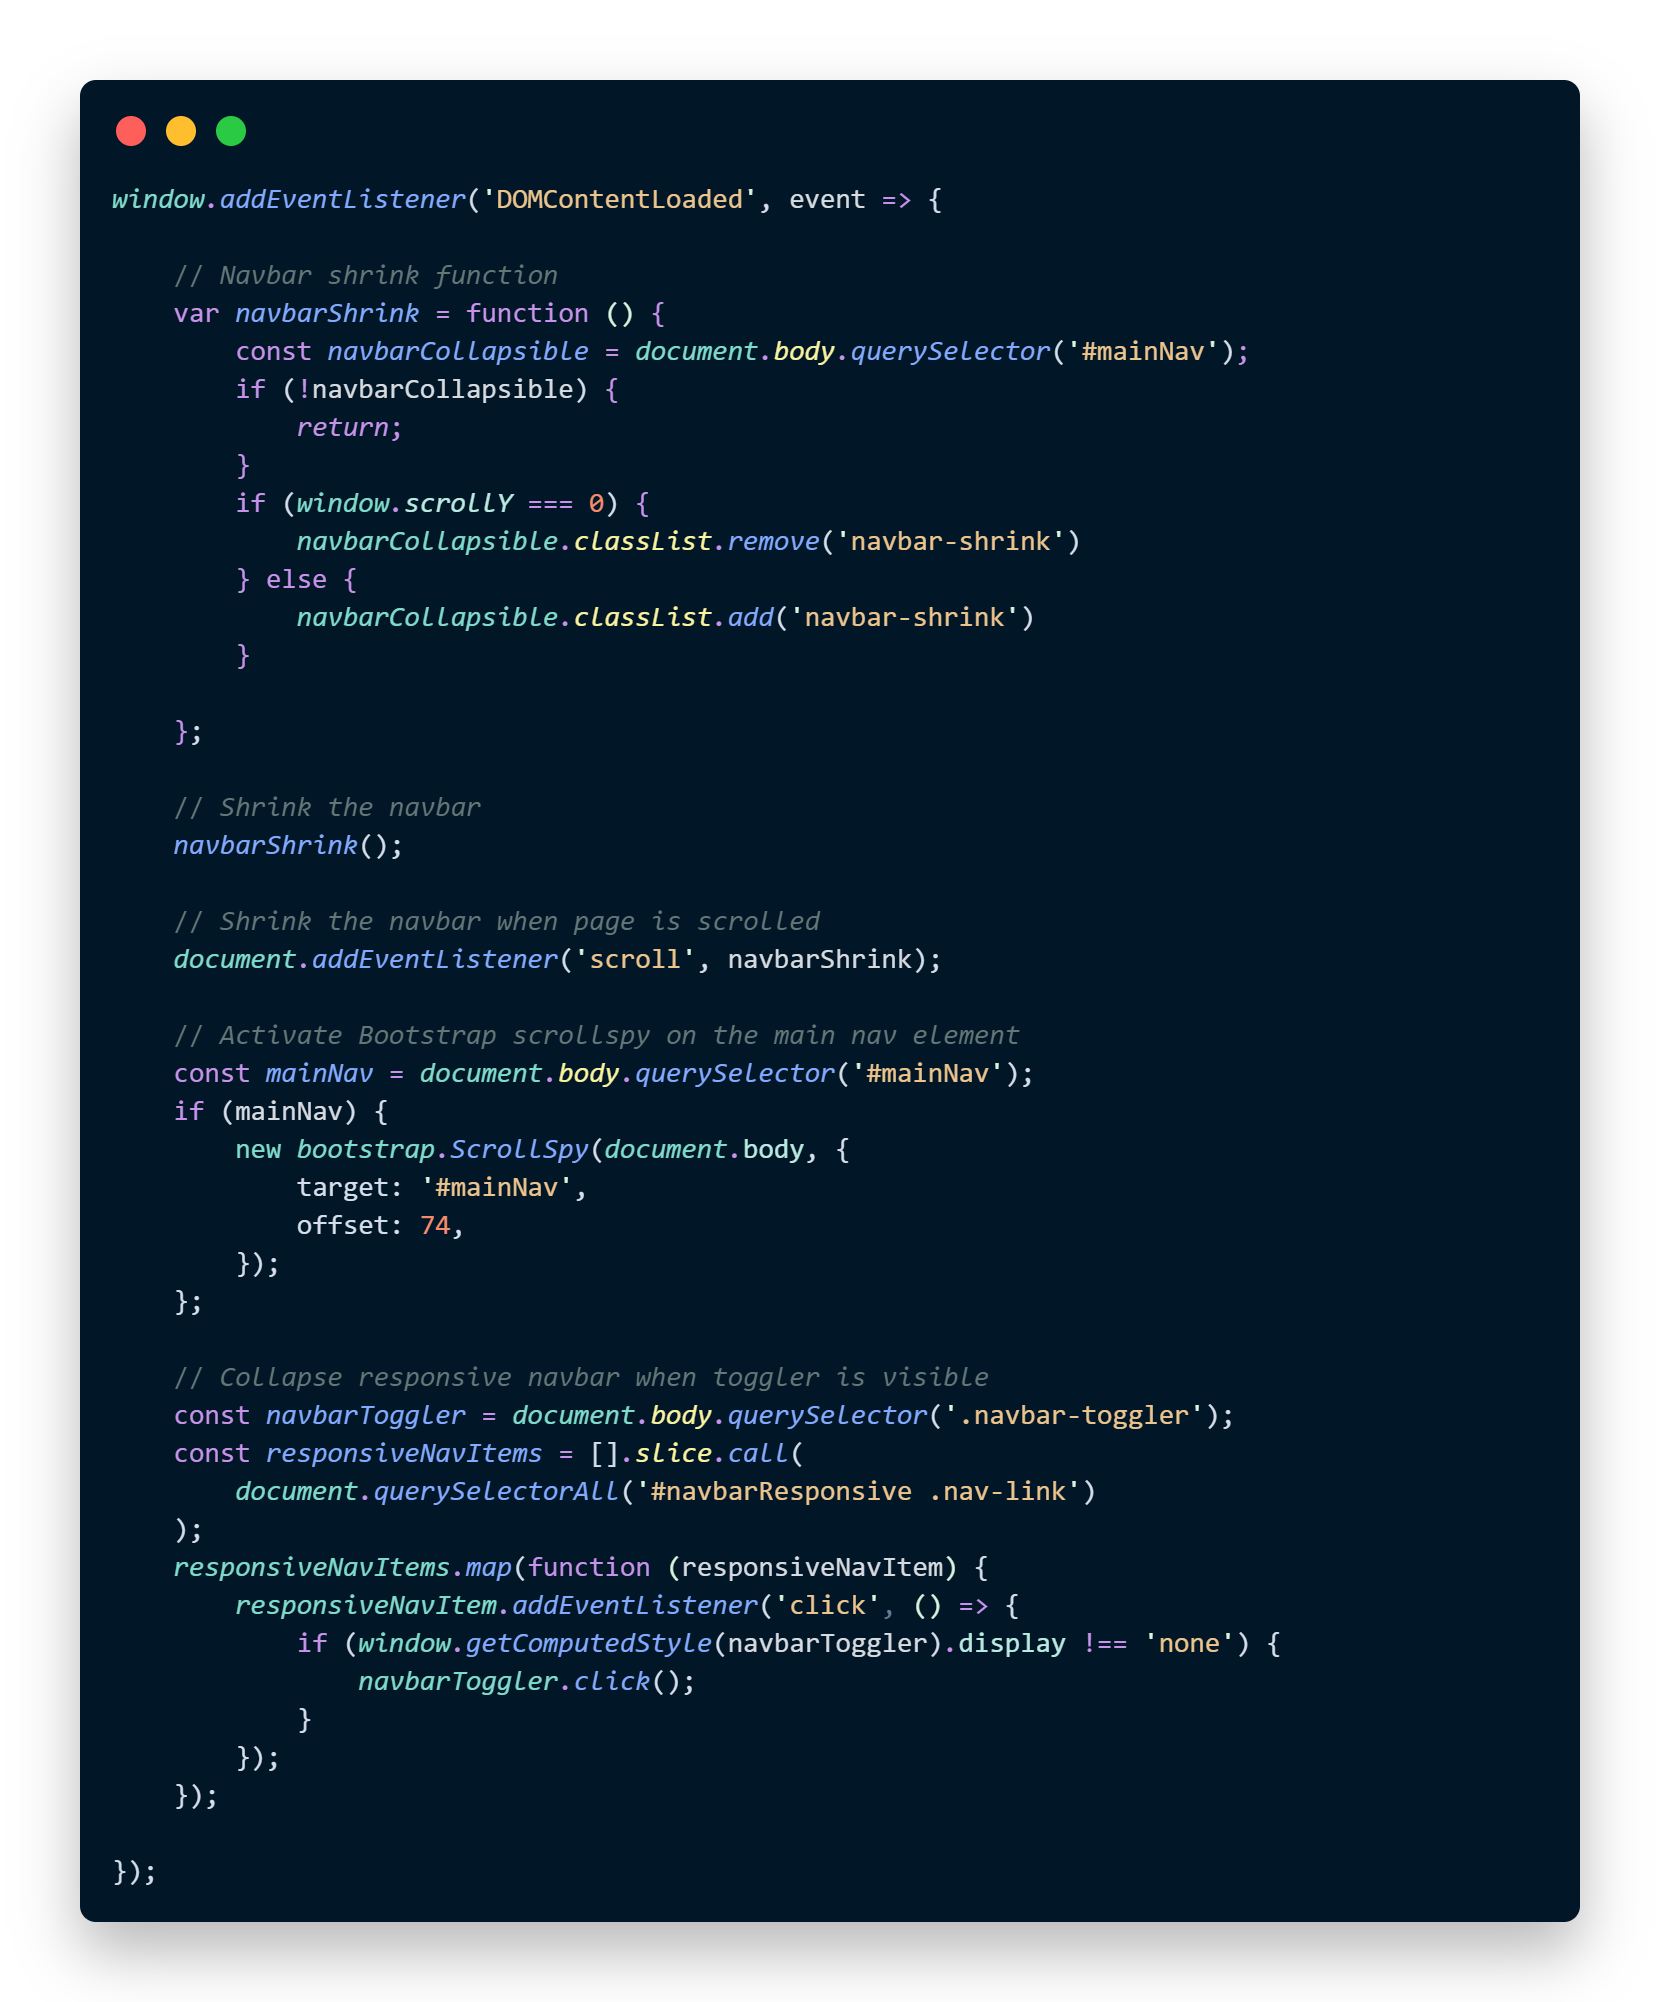 window.addEventListener('DOMContentLoaded', event => {
    // Navbar shrink function
    var navbarShrink = function () {
        const navbarCollapsible = document.body.querySelector('#mainNav');
        if (!navbarCollapsible) {
            return;
        }
        if (window.scrollY === 0) {
            navbarCollapsible.classList.remove('navbar-shrink')
        } else {
            navbarCollapsible.classList.add('navbar-shrink')
        }
    };
    // Shrink the navbar
    navbarShrink();
    // Shrink the navbar when page is scrolled
    document.addEventListener('scroll', navbarShrink);
    // Activate Bootstrap scrollspy on the main nav element
    const mainNav = document.body.querySelector('#mainNav');
    if (mainNav) {
        new bootstrap.ScrollSpy(document.body, {
            target: '#mainNav',
            offset: 74,
        });
    };
    // Collapse responsive navbar when toggler is visible
    const navbarToggler = document.body.querySelector('.navbar-toggler');
    const responsiveNavItems = [].slice.call(
        document.querySelectorAll('#navbarResponsive .nav-link')
    );
    responsiveNavItems.map(function (responsiveNavItem) {
        responsiveNavItem.addEventListener('click', () => {
            if (window.getComputedStyle(navbarToggler).display !== 'none') {
                navbarToggler.click();
            }
        });
    });
});